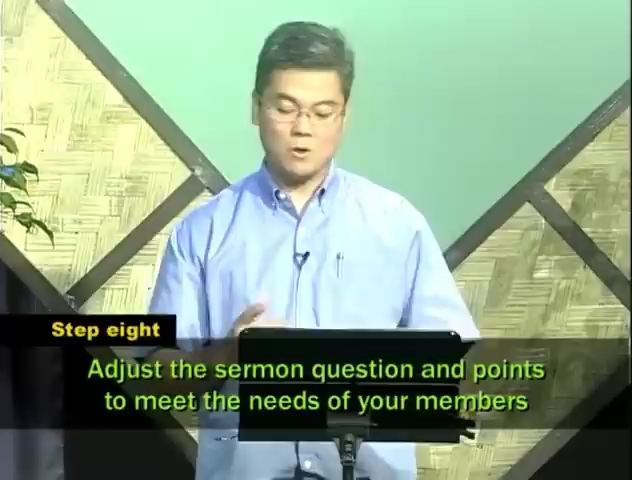 Step eight
Adjust the sermon question and points
to meet the needs of your members